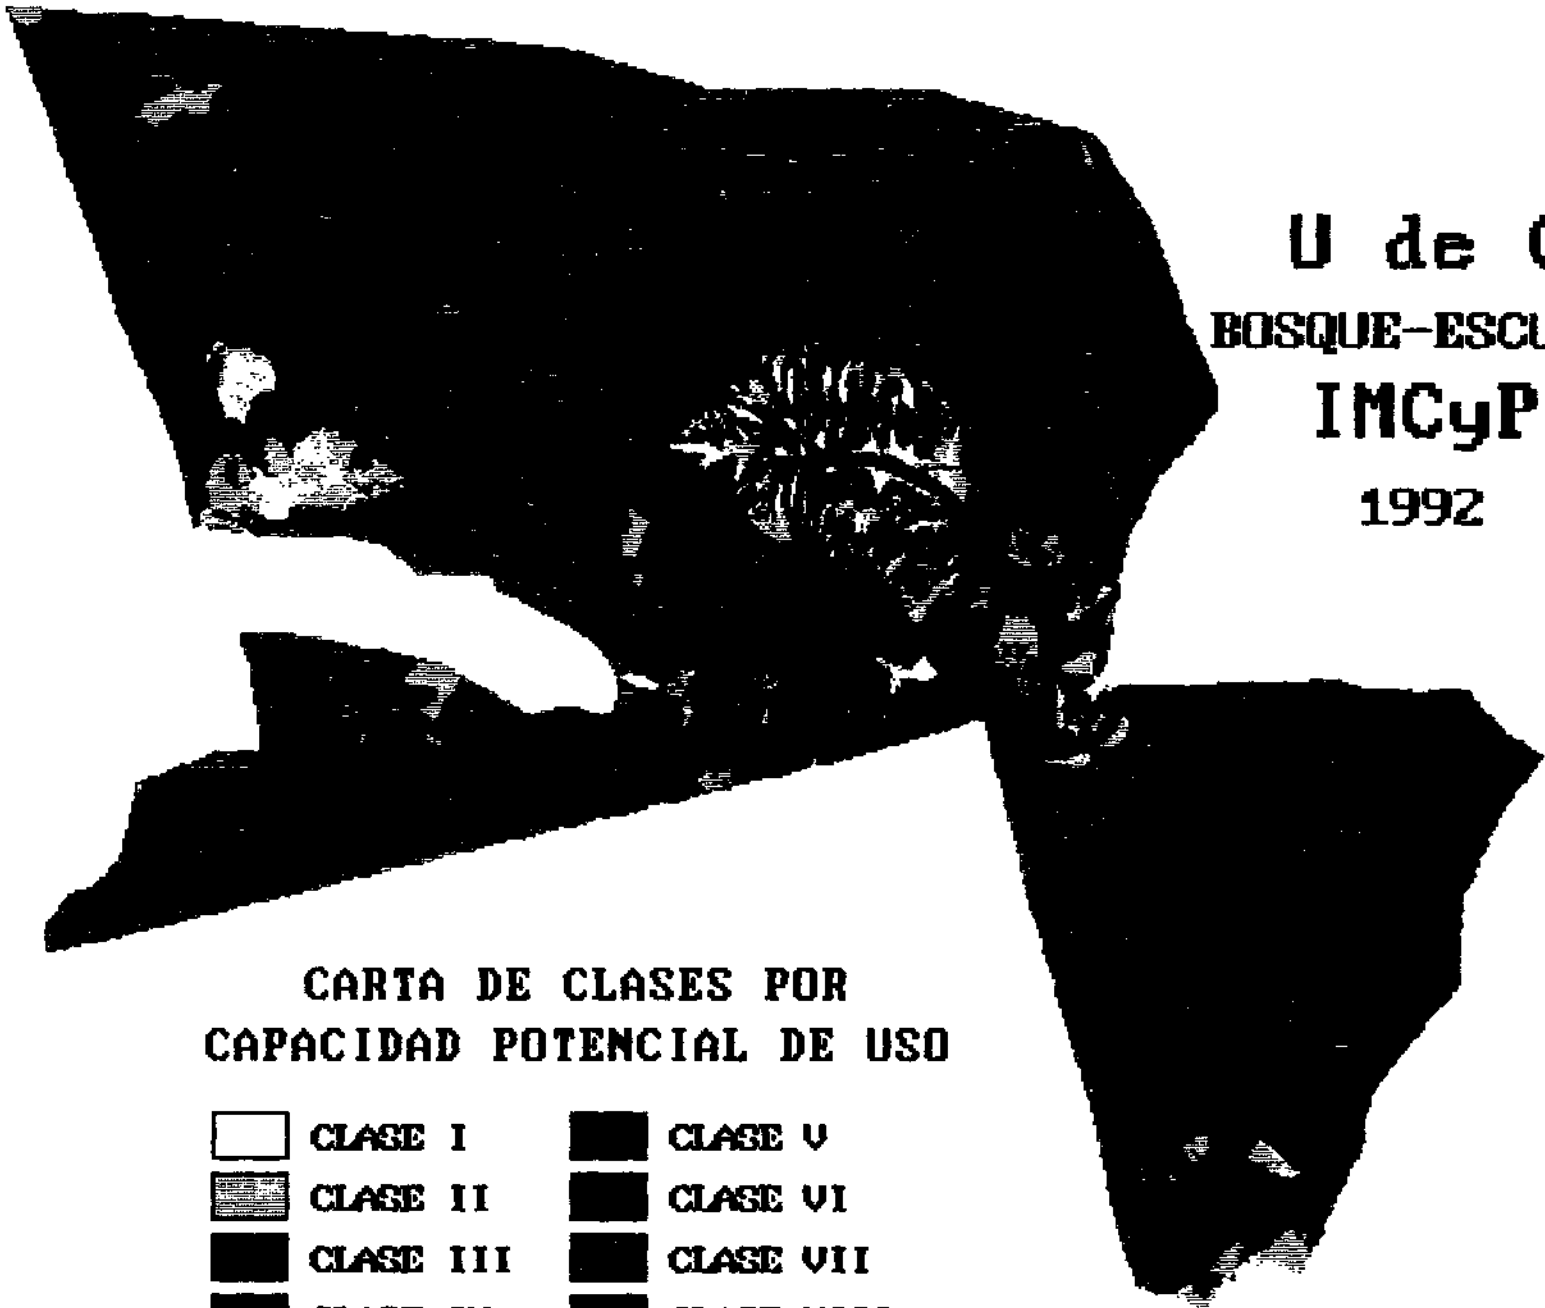 U de
BOSQUE-ESCU
IMCyP
1992
CARTA DE CLASES POR
CAPACIDAD POTENCIAL DE USO
CLASE I
CLASE II
CLASE III
CLASE V
CLASE VI
CLASE VII